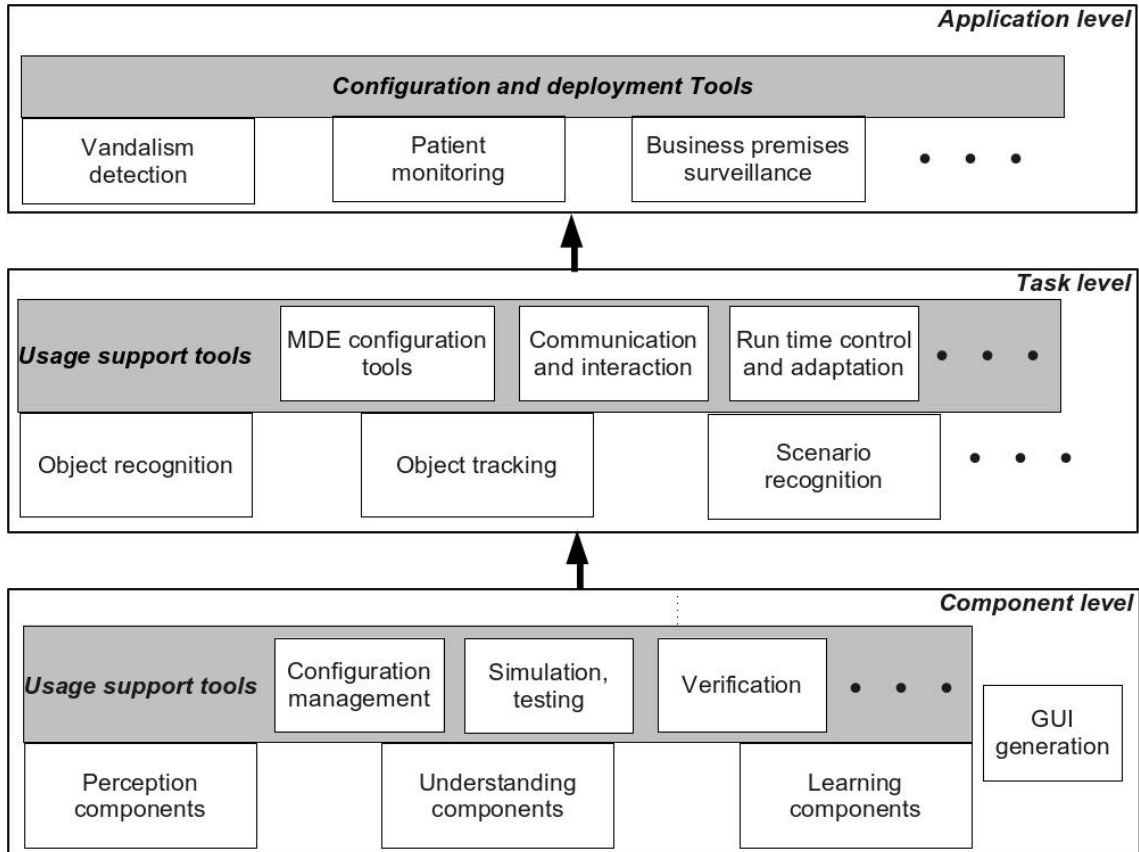 Application level
Configuration and deployment Tools
Vandalism
detection
Patient
monitoring
Business premises
surveillance
Task level
Usage support tools
MDE configuration
tools
Communication
and interaction
Run time control
and adaptation
Object recognition
Object tracking
Scenario
recognition
Component level
Usage support tools
Configuration
management
Simulation,
testing
Verification
GUI
generation
Perception
components
Understanding
components
Learning
components